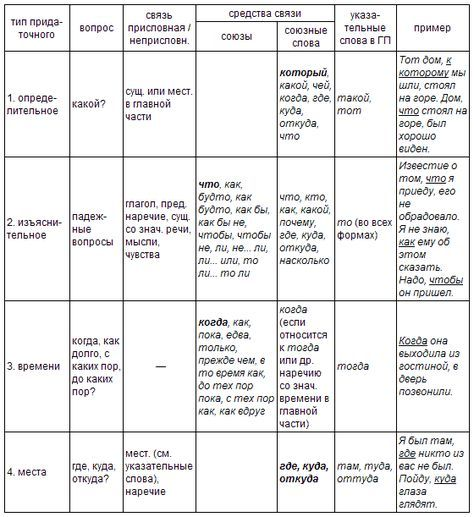 тип прида-
точного
вопрос
связь
присловная /
неприсловн.
средства связи
союзы
союзные
слова
указа-
тельные
слова в ГП
пример
1. опреде-
лительное
какой?
сущ. или мест.
в главной
части
который,
какой, чей,
когда, где,
куда,
откуда,
что
такой,
тот
Тот дом, к
которому мы
шли, стоял
на горе. Дом,
что стоял на
горе, был
хорошо
виден.
2. изъясни-
тельное
падеж-
ные
вопросы
глагол, пред.
наречие, сущ.
со знач. речи,
мысли,
чувства
что, как,
будто, как
будто, как бы,
как бы не,
чтобы, чтобы
не, ли, не... ли,
ли... или, то
ли... то ли
что, кто,
как, какой,
почему,
где, куда,
откуда,
насколько
то (во всех
формах)
Известие о
том, что я
приеду, его
не
обрадовало.
Я не знаю,
как ему об
этом
сказать.
Надо, чтобы
он пришел.
3. времени
когда, как
долго, с
каких пор,
до каких
пор?
—
когда, как,
пока, едва,
только,
прежде чем, в
то время как,
до тех пор
пока, с тех пор
как, как вдруг
когда
(если
относится
к тогда
или др.
наречию
со знач.
времени в
главной
части)
тогда
Когда она
выходила из
гостиной, в
дверь
позвонили.
4. места
где, куда,
откуда?
мест. (см.
указательные
слова),
наречие
где, куда,
откуда
там, туда,
оттуда
Я был там,
где никто из
вас не был.
Пойду, куда
глаза
глядят.